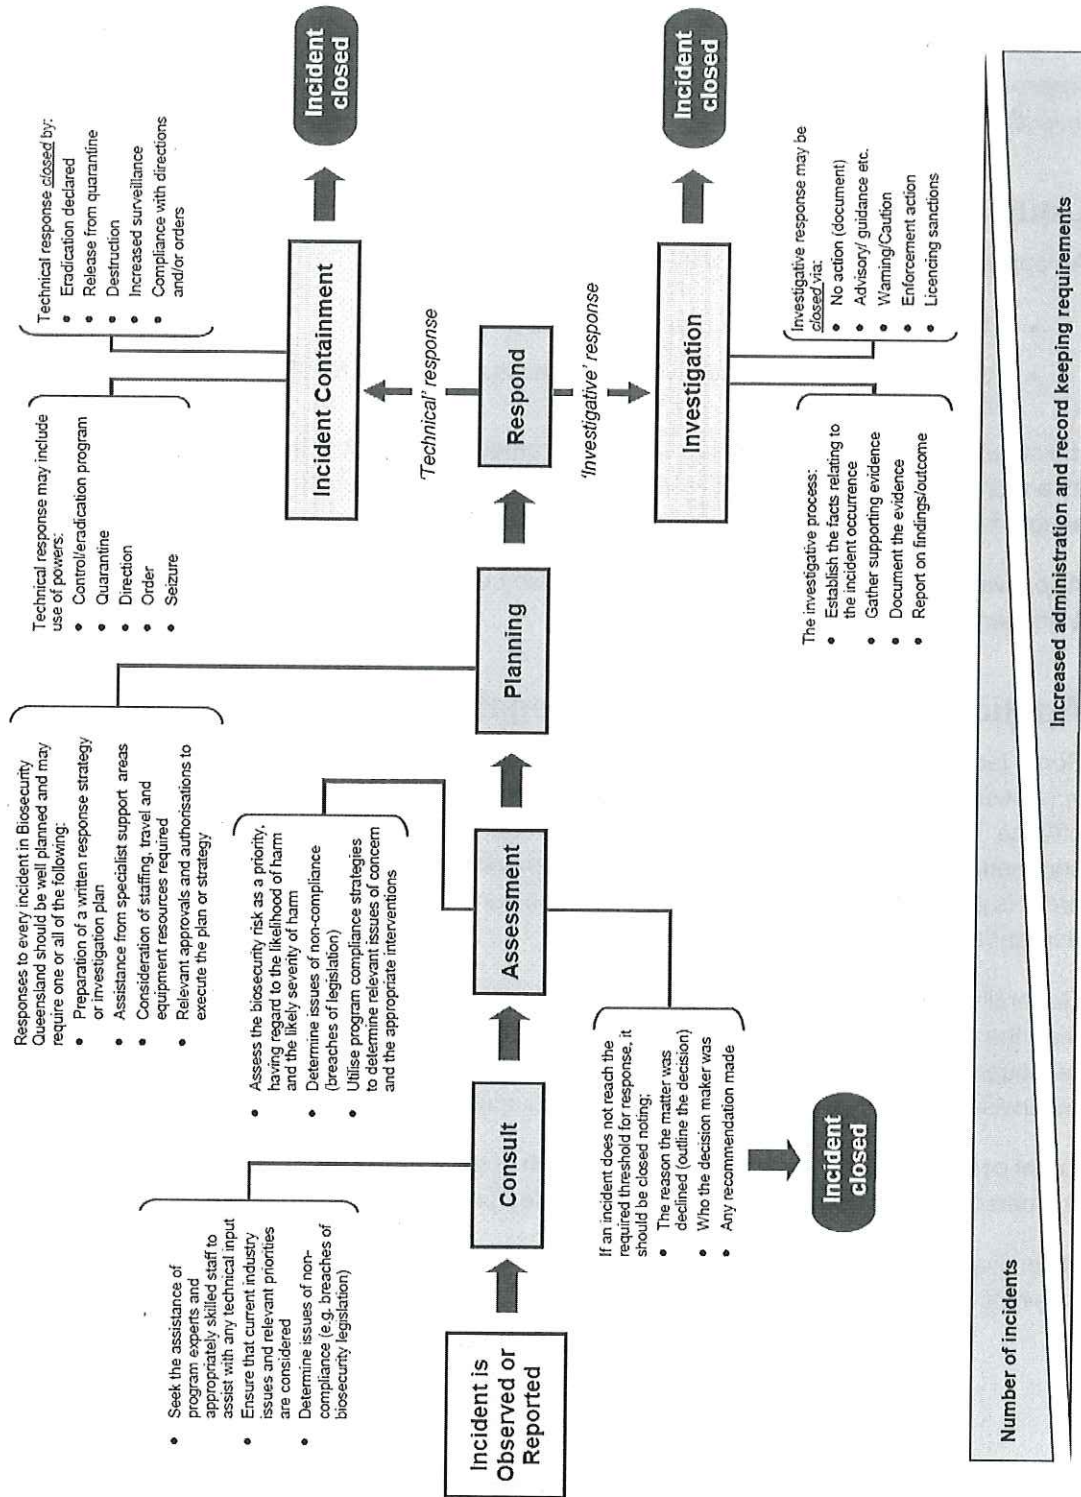 Incident is
Observed or
Reported
Seek the assistance of
program experts and
appropriately skilled staff to
assist with any technical input
Ensure that current industry
issues and relevant priorities
are considered
Determine issues of non-
compliance (e.g. breaches of
biosecurity legislation)
Consult
Assess the biosecurity risk as a priority,
having regard to the likelihood of harm
and the likely severity of harm
Determine issues of non-compliance
(breaches of legislation)
Utilise program compliance strategies
to determine relevant issues of concern
and the appropriate interventions
Assessment
If an incident does not reach the
required threshold for response, it
should be closed noting;
The reason the matter was
declined (outline the decision)
Who the decision maker was
Any recommendation made
Incident
closed
Responses to every incident in Biosecurity
Queensland should be well planned and may
require one or all of the following:
Preparation of a written response strategy
or investigation plan
Assistance from specialist support areas
Consideration of staffing, travel and
equipment resources required
Relevant approvals and authorisations to
execute the plan or strategy
Planning
Respond
'Technical' response
'Investigative' response
Technical response may include
use of powers:
Control/eradication program
Quarantine
Direction
Order
Seizure
Incident Containment
Technical response closed by:
Eradication declared
Release from quarantine
Destruction
Increased surveillance
Compliance with directions
and/or orders
Incident
closed
The investigative process:
Establish the facts relating to
the incident occurrence
Gather supporting evidence
Document the evidence
Report on findings/outcome
Investigation
Investigative response may be
closed via:
No action (document)
Advisory/ guidance etc.
Warning/Caution
Enforcement action
Licencing sanctions
Incident
closed
Number of incidents
Increased administration and record keeping requirements